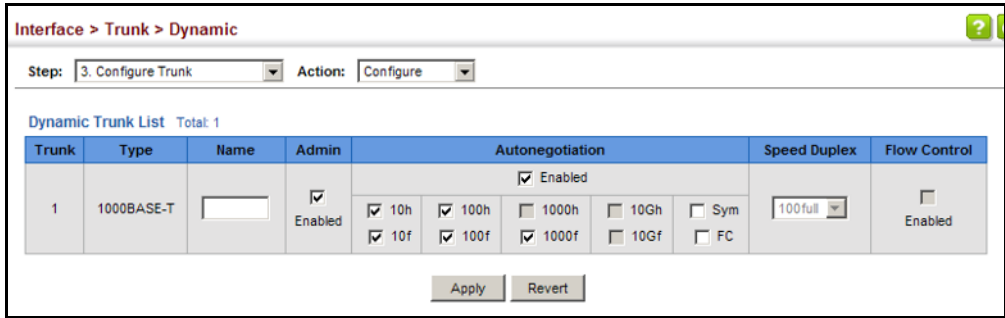 Interface > Trunk > Dynamic
?
Step: 3. Configure Trunk Action: Configure
Dynamic Trunk List Total: 1
Trunk Type Name Admin Autonegotiation Speed Duplex Flow Control
Enabled
1 1000BASE-T Enabled 10h 100h 1000h 10Gh Sym 100full Enabled
10f 100f 1000f 10Gf FC
Apply Revert